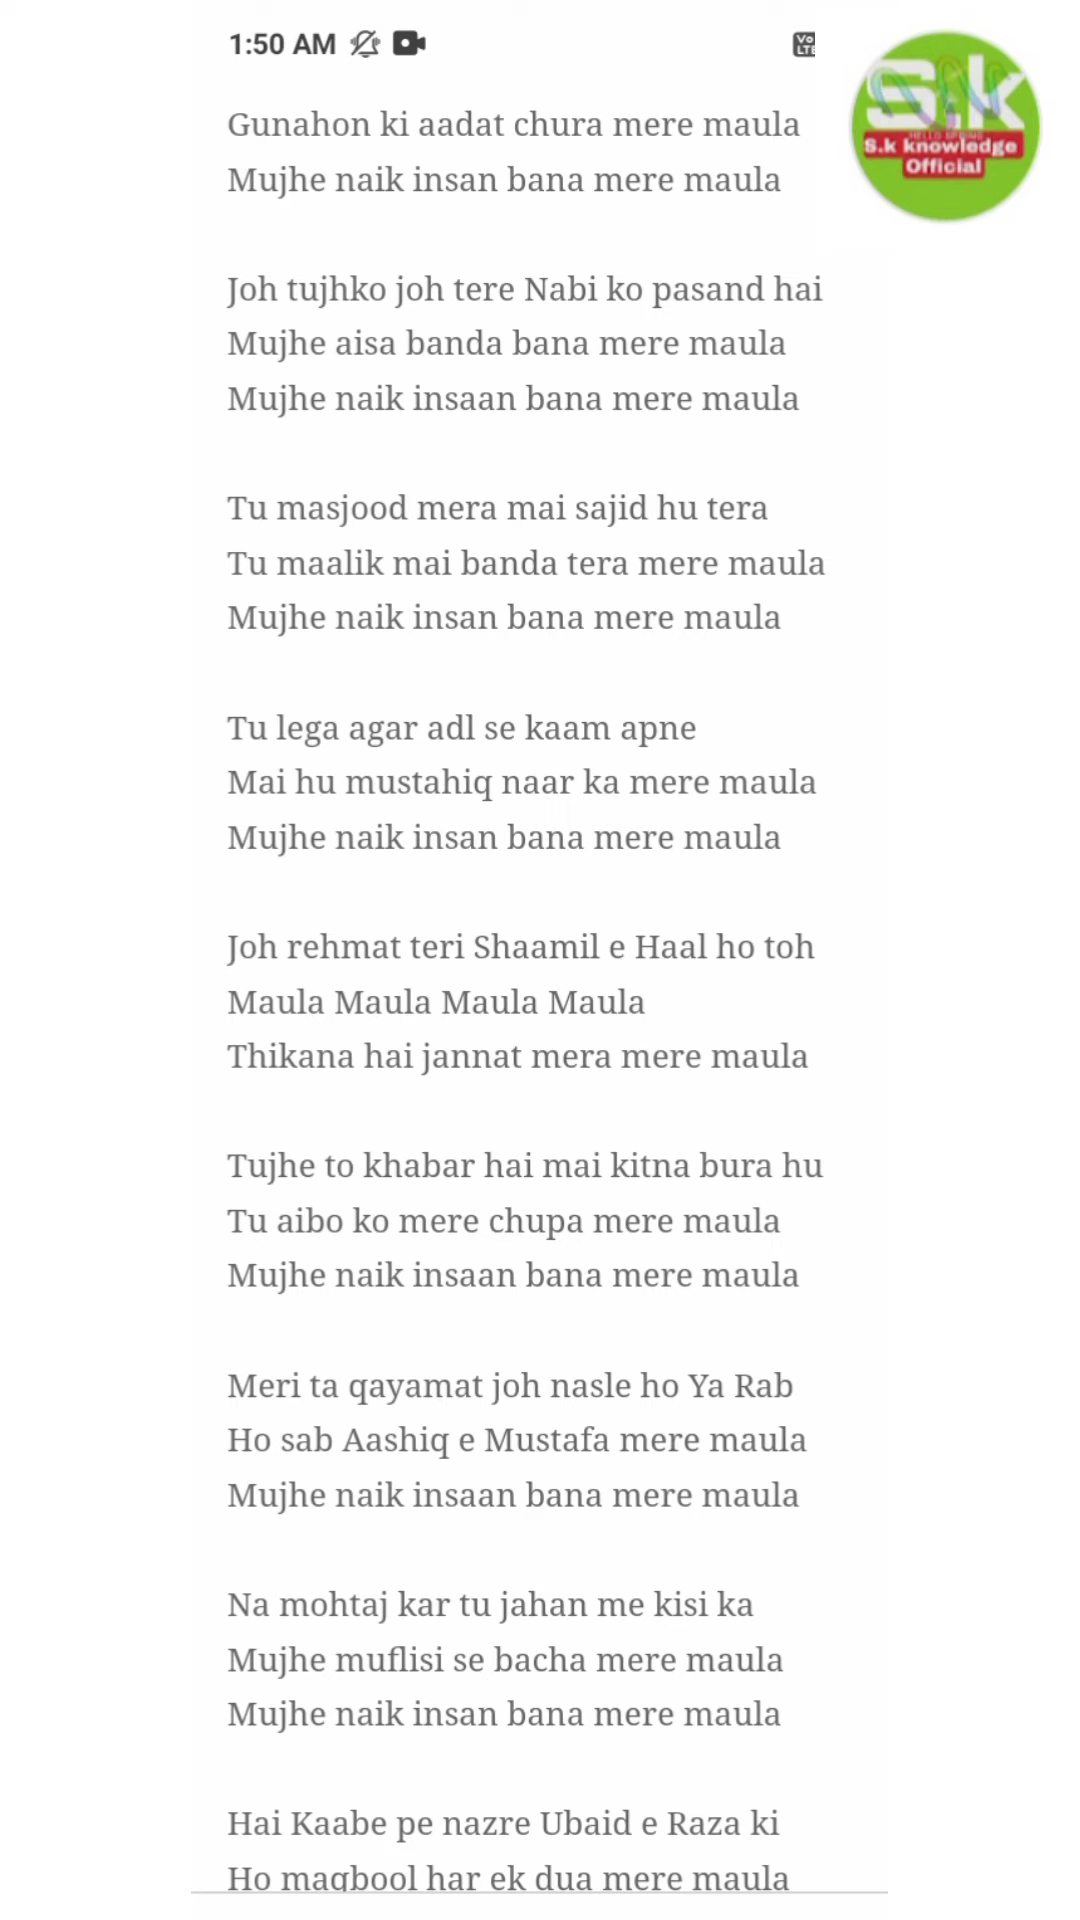 1:50 AM
Vo
LTE
S.k
HELLO SPRING
S.k knowledge
Official
Gunahon ki aadat chura mere maula
Mujhe naik insan bana mere maula
Joh tujhko joh tere Nabi ko pasand hai
Mujhe aisa banda bana mere maula
Mujhe naik insaan bana mere maula
Tu masjood mera mai sajid hu tera
Tu maalik mai banda tera mere maula
Mujhe naik insan bana mere maula
Tu lega agar adl se kaam apne
Mai hu mustahiq naar ka mere maula
Mujhe naik insan bana mere maula
Joh rehmat teri Shaamil e Haal ho toh
Maula Maula Maula Maula
Thikana hai jannat mera mere maula
Tujhe to khabar hai mai kitna bura hu
Tu aibo ko mere chupa mere maula
Mujhe naik insaan bana mere maula
Meri ta qayamat joh nasle ho Ya Rab
Ho sab Aashiq e Mustafa mere maula
Mujhe naik insaan bana mere maula
Na mohtaj kar tu jahan me kisi ka
Mujhe muflisi se bacha mere maula
Mujhe naik insan bana mere maula
Hai Kaabe pe nazre Ubaid e Raza ki
Ho maqbool har ek dua mere maula